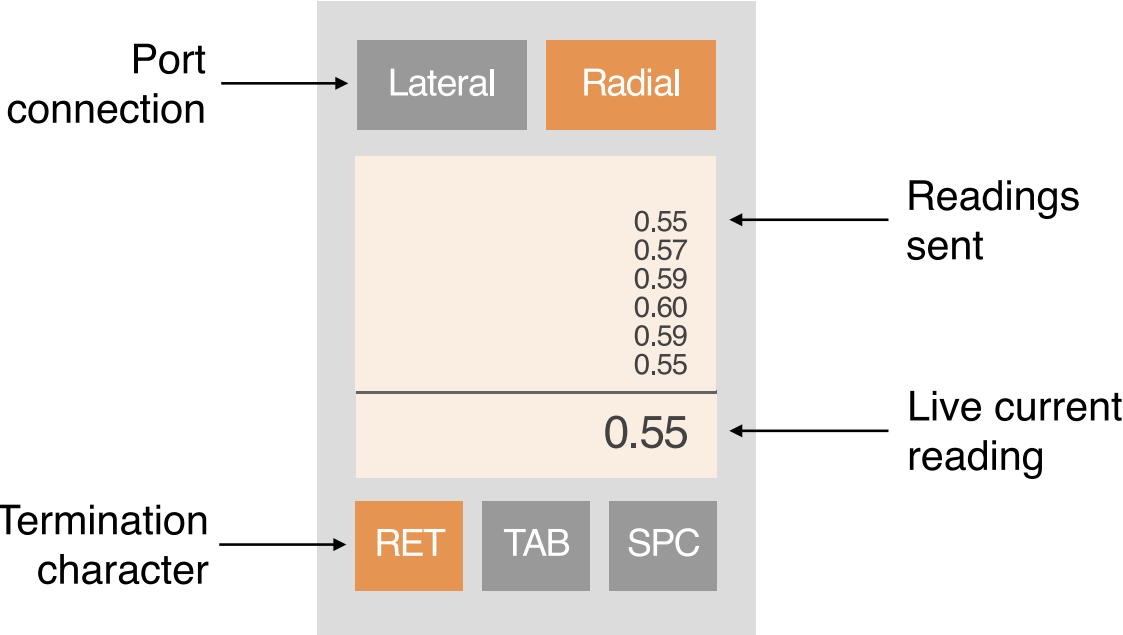 Port
connection
Lateral
Radial
0.55
0.57
0.59
0.60
0.59
0.55
Readings
sent
0.55
Live current
reading
Termination
character
RET
TAB
SPC